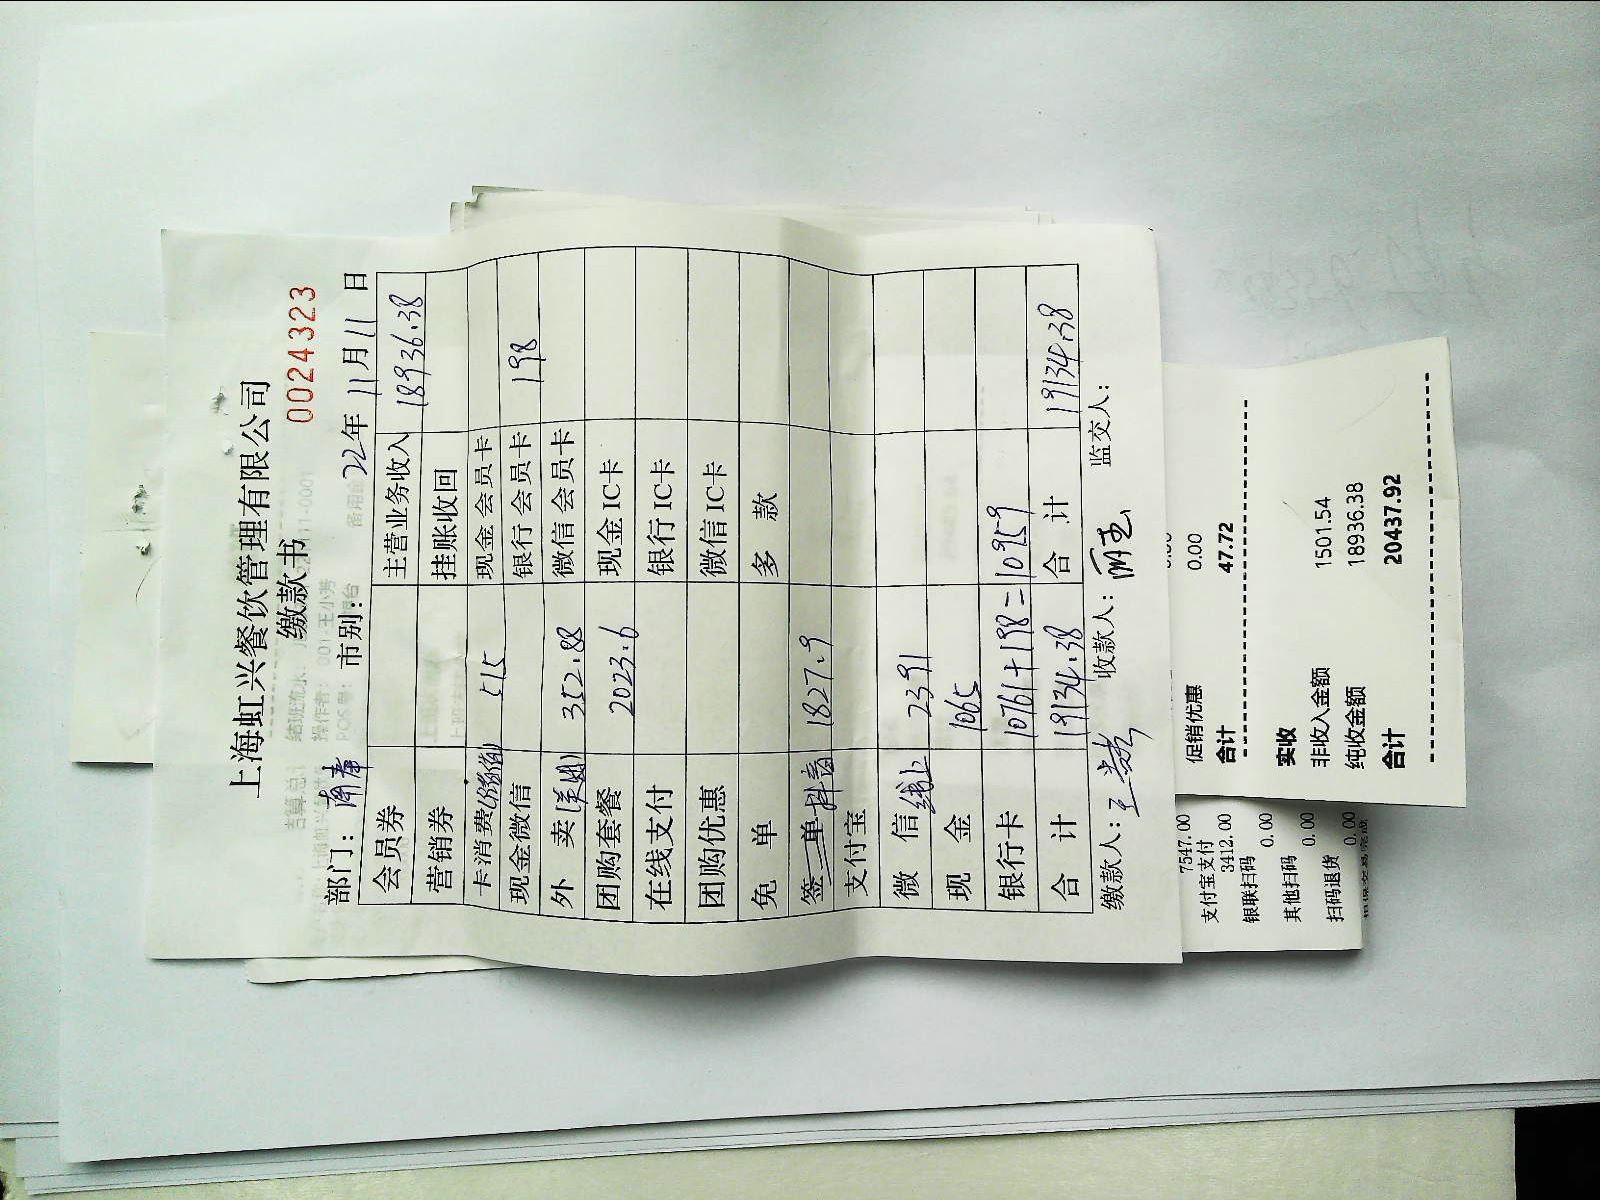 上海虹兴餐饮管理有限公司
缴款书 00024323
部门：南奉 市别： 22年 11月 11日
会员券 主营业务收入 18936.38
营销券 挂账收回
卡消费 515 现金会员卡
现金微信 银行会员卡 198
外 卖(美团) 352.88 微信会员卡
团购套餐 2023.6 现金IC卡
在线支付 银行IC卡
团购优惠 微信IC卡
免 单 多 款
签单 抖音 1827.9
支付宝
微 信 线上 2391
现 金 1065
银行卡 10761+198=10959
合 计 19134.38 合 计 19134.38
缴款人： 收款人： 监交人：
7547.00
支付宝支付
3412.00
银联扫码
0.00
其他扫码
0.00
扫码退货
0.00
促销优惠 0.00
合计 47.72
实收
非收入金额 1501.54
纯收金额 18936.38
合计 20437.92